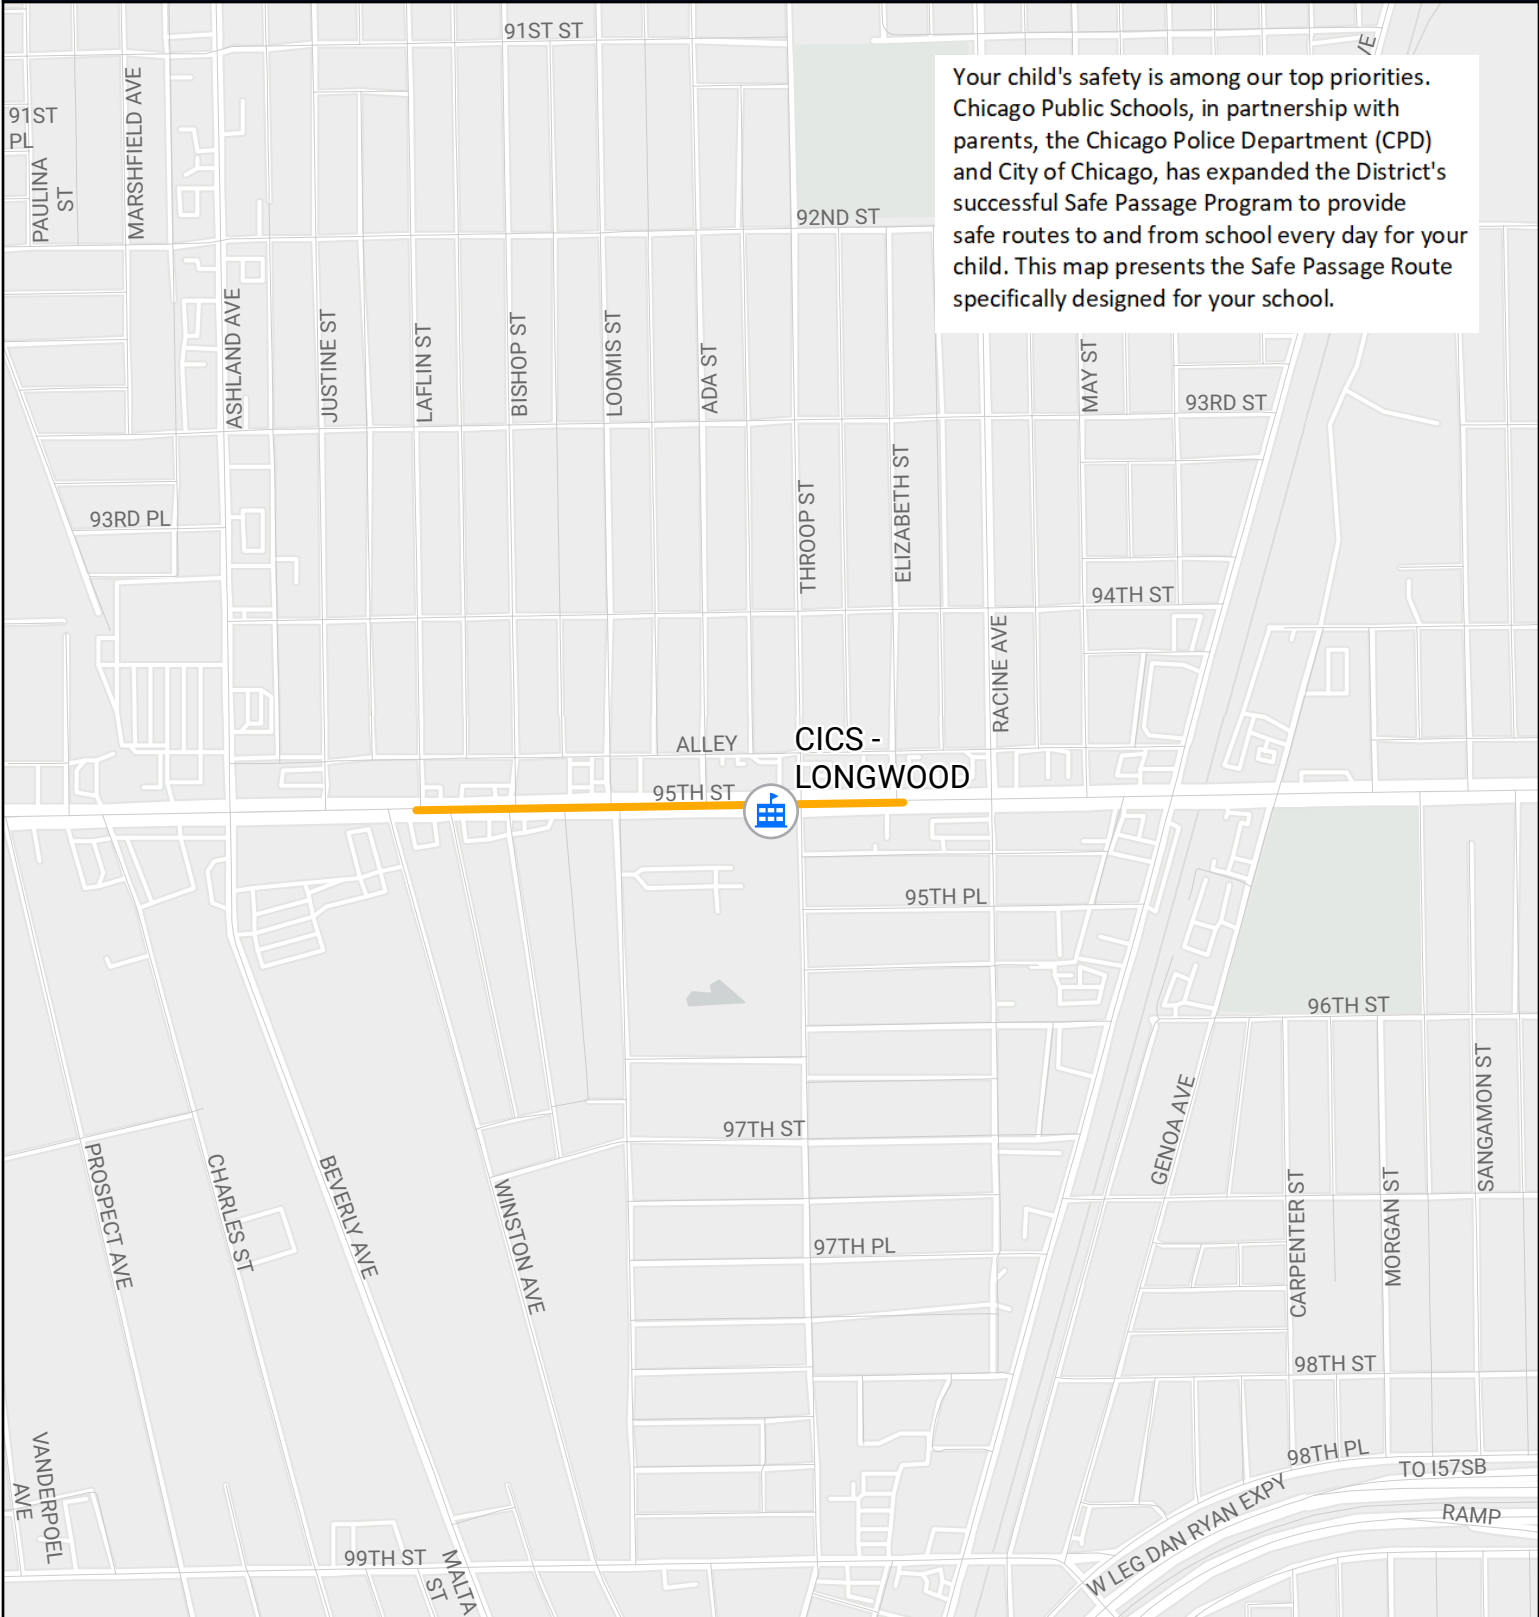 91ST ST
VE
Your child's safety is among our top priorities.
Chicago Public Schools, in partnership with
parents, the Chicago Police Department (CPD)
and City of Chicago, has expanded the District's
successful Safe Passage Program to provide
safe routes to and from school every day for your
child. This map presents the Safe Passage Route
specifically designed for your school.
91ST
PL
PAULINA
ST
MARSHFIELD AVE
92ND ST
ASHLAND AVE
JUSTINE ST
LAFLIN ST
BISHOP ST
LOOMIS ST
ADA ST
MAY ST
93RD ST
93RD PL
THROOP ST
ELIZABETH ST
94TH ST
RACINE AVE
ALLEY
CICS -
LONGWOOD
95TH ST
95TH PL
96TH ST
97TH ST
GENOA AVE
SANGAMON ST
PROSPECT AVE
CHARLES ST
BEVERLY AVE
WINSTON AVE
CARPENTER ST
MORGAN ST
97TH PL
98TH ST
VANDERPOEL
AVE
98TH PL
TO I57SB
W LEG DAN RYAN EXPY
RAMP
99TH ST
MALTA
ST